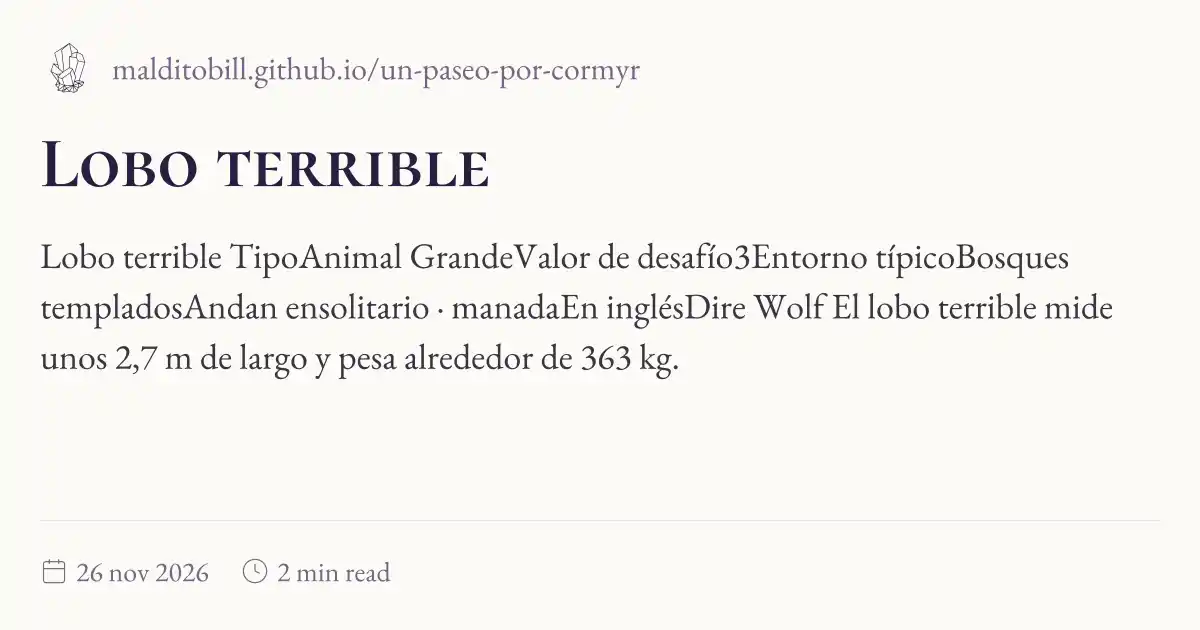 malditobill.github.io/un-paseo-por-cormyr
Lobo terrible
Lobo terrible TipoAnimal GrandeValor de desafío3Entorno típicoBosques
templadosAndan ensolitario · manadaEn inglésDire Wolf El lobo terrible mide
unos 2,7 m de largo y pesa alrededor de 363 kg.
26 nov 2026 2 min read